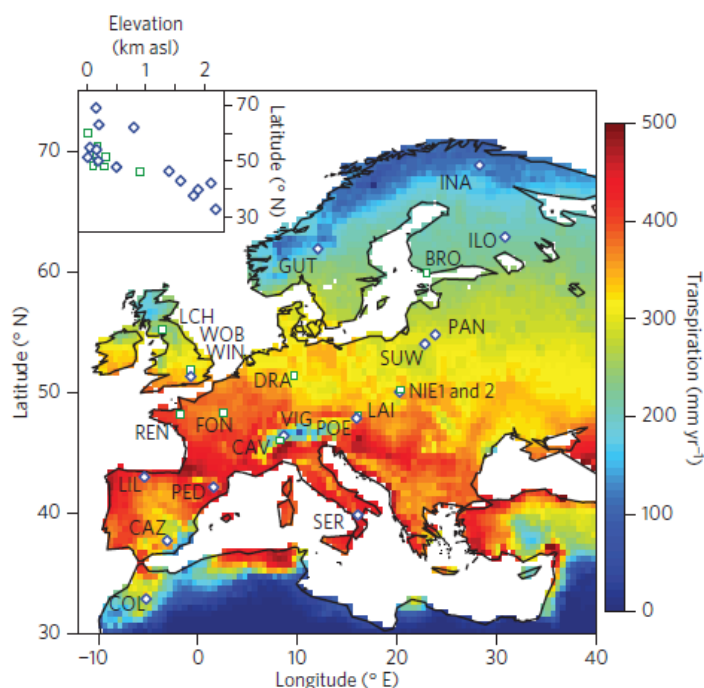 Elevation
(km asl)
0 1 2
70
50
30
Latitude (° N)
70
60
50
40
30
Latitude (° N)
INA
ILO
GUT
BRO
LCH
WOB
WIN
PAN
SUW
DRA
NIE1 and 2
REN
FON
VIG
POE
LAI
CAV
LIL
PED
SER
CAZ
COL
−10 0 10 20 30 40
Longitude (° E)
500
400
300
200
100
0
Transpiration (mm yr⁻¹)